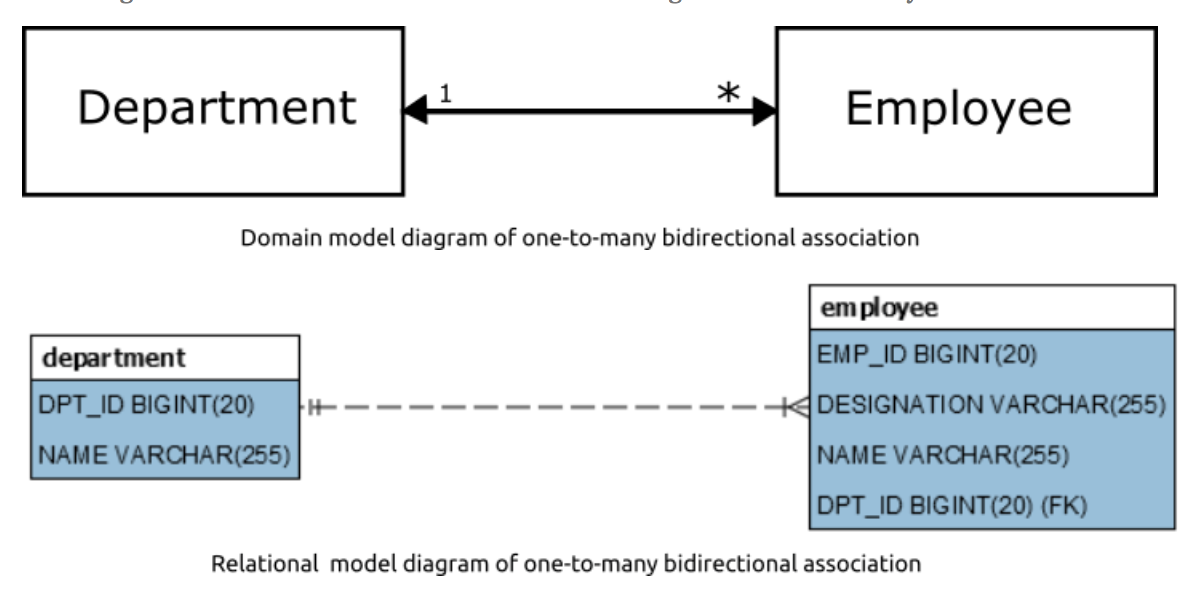 Department 1 * Employee
Domain model diagram of one-to-many bidirectional association
department
DPT_ID BIGINT(20)
NAME VARCHAR(255)
employee
EMP_ID BIGINT(20)
DESIGNATION VARCHAR(255)
NAME VARCHAR(255)
DPT_ID BIGINT(20) (FK)
Relational model diagram of one-to-many bidirectional association